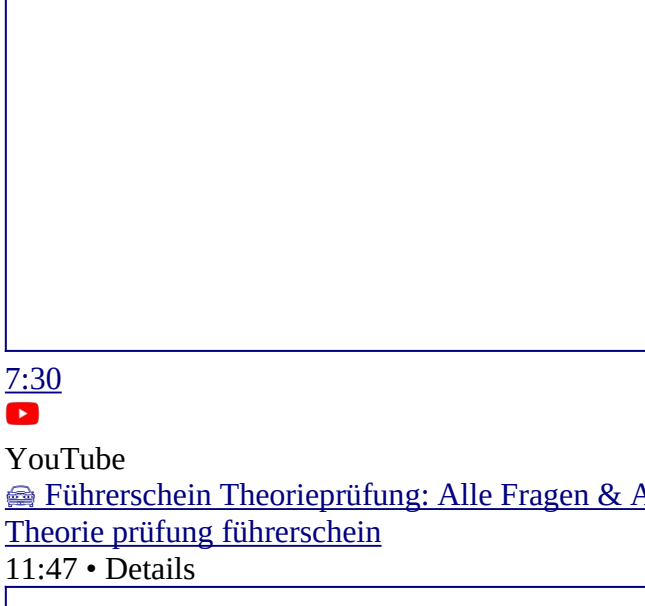 7:30
YouTube
🚘 Führerschein Theorieprüfung: Alle Fragen & A
Theorie prüfung führerschein
11:47 • Details